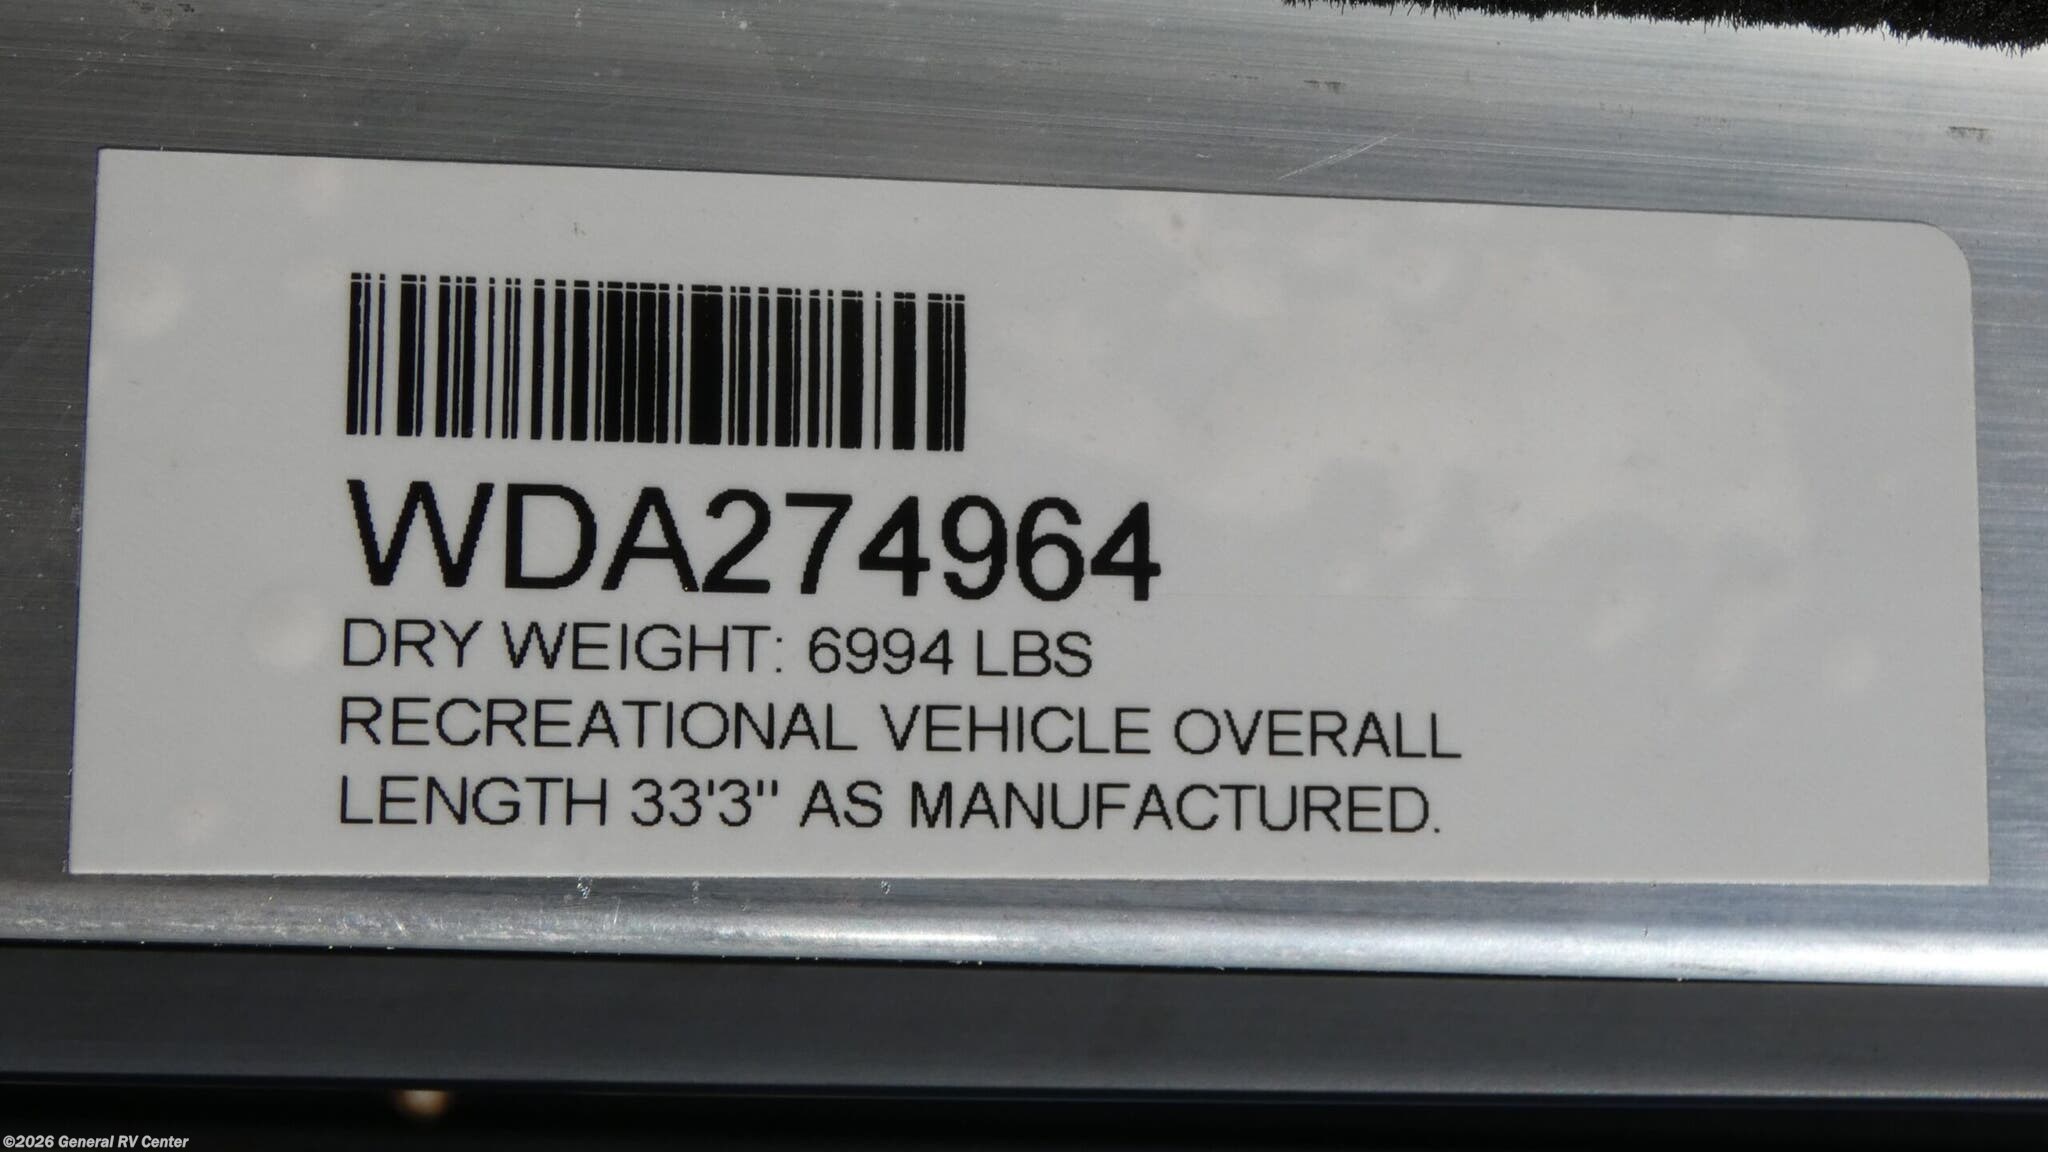 WDA274964
DRY WEIGHT: 6994 LBS
RECREATIONAL VEHICLE OVERALL
LENGTH 33'3" AS MANUFACTURED.
©2026 General RV Center